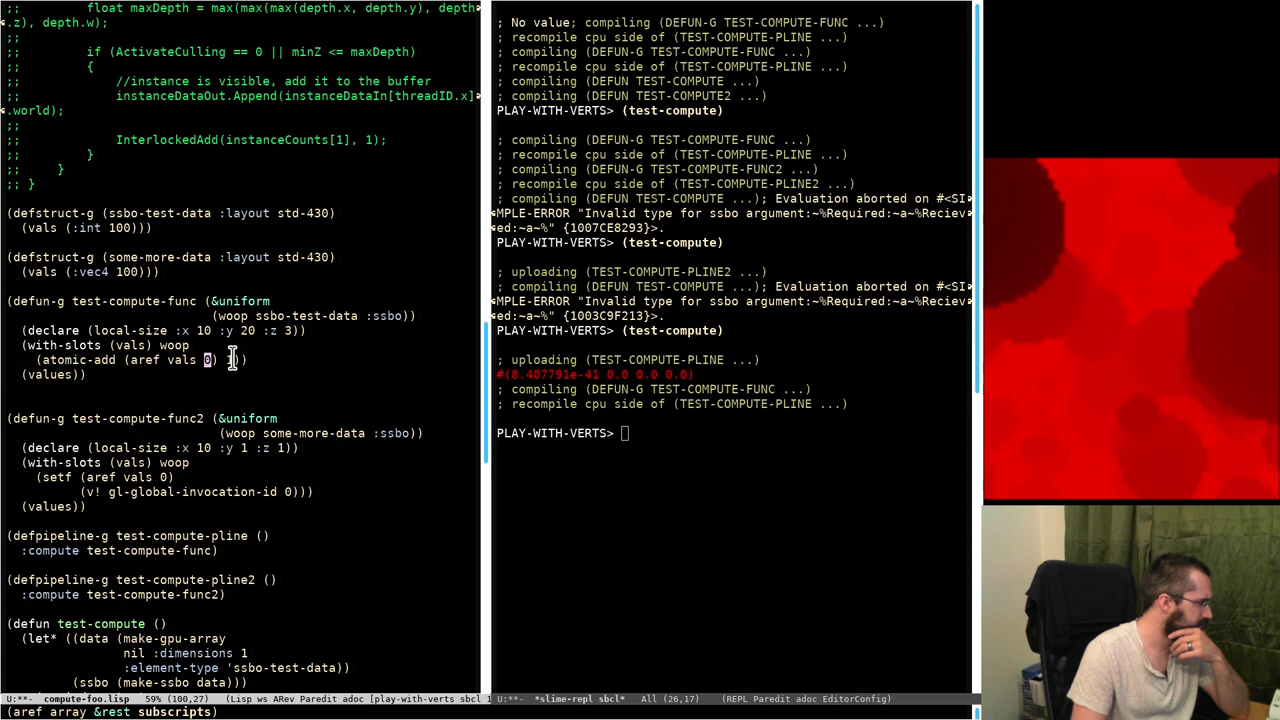 ;;       float maxDepth = max(max(max(depth.x, depth.y), depth
.z), depth.w);
;;
;;       if (ActivateCulling == 0 || minZ <= maxDepth)
;;       {
;;           //instance is visible, add it to the buffer
;;           instanceDataOut.Append(instanceDataIn[threadID.x]
.world);
;;
;;           InterlockedAdd(instanceCounts[1], 1);
;;       }
;;   }
;; }
(defstruct-g (ssbo-test-data :layout std-430)
  (vals (:int 100)))
(defstruct-g (some-more-data :layout std-430)
  (vals (:vec4 100)))
(defun-g test-compute-func (&uniform
                            (woop ssbo-test-data :ssbo))
  (declare (local-size :x 10 :y 20 :z 3))
  (with-slots (vals) woop
    (atomic-add (aref vals 0) 1))
  (values))
(defun-g test-compute-func2 (&uniform
                             (woop some-more-data :ssbo))
  (declare (local-size :x 10 :y 1 :z 1))
  (with-slots (vals) woop
    (setf (aref vals 0)
          (v! gl-global-invocation-id 0)))
  (values))
(defpipeline-g test-compute-pline ()
  :compute test-compute-func)
(defpipeline-g test-compute-pline2 ()
  :compute test-compute-func2)
(defun test-compute ()
  (let* ((data (make-gpu-array
                nil :dimensions 1
                :element-type 'ssbo-test-data))
         (ssbo (make-ssbo data)))
U:**-  compute-foo.lisp   59% (100,27)   (Lisp ws ARev Paredit adoc [play-with-verts sbcl 1
(aref array &rest subscripts)
; No value; compiling (DEFUN-G TEST-COMPUTE-FUNC ...)
; recompile cpu side of (TEST-COMPUTE-PLINE ...)
; compiling (DEFUN-G TEST-COMPUTE-FUNC ...)
; recompile cpu side of (TEST-COMPUTE-PLINE ...)
; compiling (DEFUN TEST-COMPUTE ...)
; compiling (DEFUN TEST-COMPUTE2 ...)
PLAY-WITH-VERTS> (test-compute)
; compiling (DEFUN-G TEST-COMPUTE-FUNC ...)
; recompile cpu side of (TEST-COMPUTE-PLINE ...)
; compiling (DEFUN-G TEST-COMPUTE-FUNC2 ...)
; recompile cpu side of (TEST-COMPUTE-PLINE2 ...)
; compiling (DEFUN TEST-COMPUTE ...); Evaluation aborted on #<SI
MPLE-ERROR "Invalid type for ssbo argument:~%Required:~a~%Reciev
ed:~a~%" {1007CE8293}>.
PLAY-WITH-VERTS> (test-compute)
; uploading (TEST-COMPUTE-PLINE2 ...)
; compiling (DEFUN TEST-COMPUTE ...); Evaluation aborted on #<SI
MPLE-ERROR "Invalid type for ssbo argument:~%Required:~a~%Reciev
ed:~a~%" {1003C9F213}>.
PLAY-WITH-VERTS> (test-compute)
; uploading (TEST-COMPUTE-PLINE ...)
#(8.407791e-41 0.0 0.0 0.0)
; compiling (DEFUN-G TEST-COMPUTE-FUNC ...)
; recompile cpu side of (TEST-COMPUTE-PLINE ...)
PLAY-WITH-VERTS>
U:**-  *slime-repl sbcl*   All (26,17)   (REPL Paredit adoc EditorConfig)